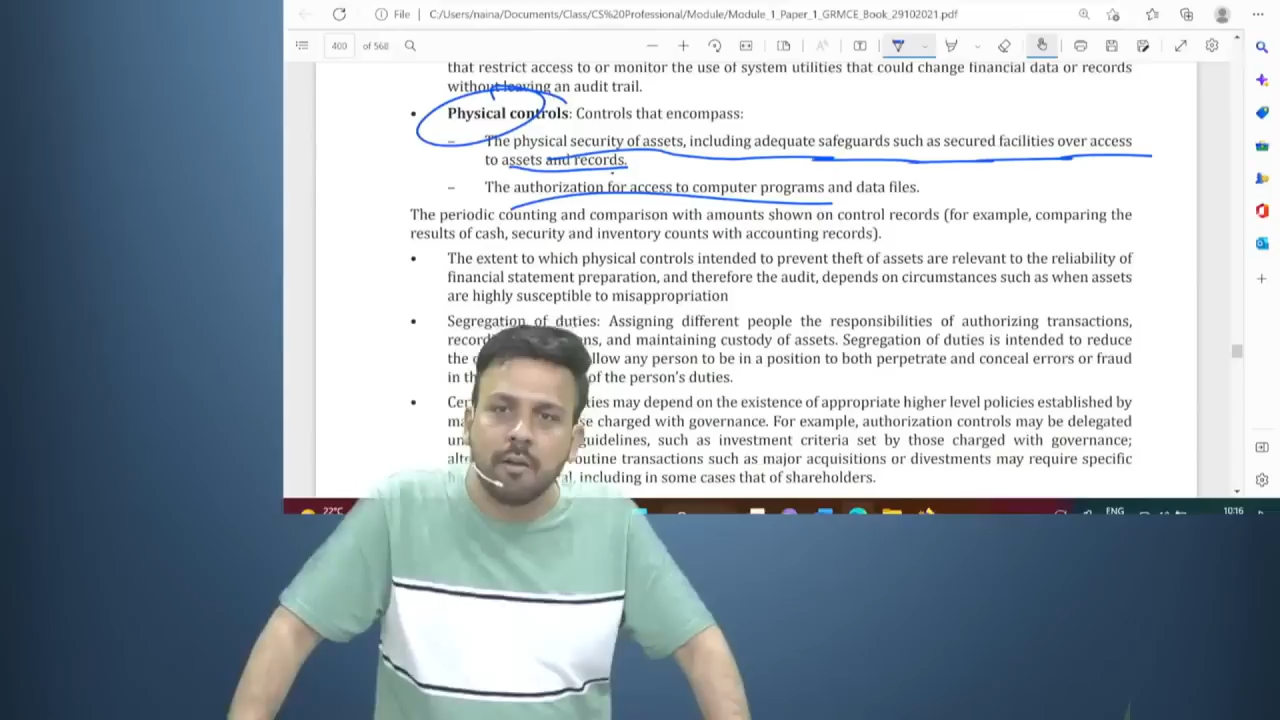 File C:/Users/naina/Documents/Class/CS%20Professional/Module/Module_1_Paper_1_GRMCE_Book_29102021.pdf
400 of 568
that restrict access to or monitor the use of system utilities that could change financial data or records
without leaving an audit trail.
• Physical controls: Controls that encompass:
– The physical security of assets, including adequate safeguards such as secured facilities over access
to assets and records.
– The authorization for access to computer programs and data files.
The periodic counting and comparison with amounts shown on control records (for example, comparing the
results of cash, security and inventory counts with accounting records).
• The extent to which physical controls intended to prevent theft of assets are relevant to the reliability of
financial statement preparation, and therefore the audit, depends on circumstances such as when assets
are highly susceptible to misappropriation
• Segregation of duties: Assigning different people the responsibilities of authorizing transactions,
and maintaining custody of assets. Segregation of duties is intended to reduce
the any person to be in a position to both perpetrate and conceal errors or fraud
in of the person's duties.
• may depend on the existence of appropriate higher level policies established by
charged with governance. For example, authorization controls may be delegated
guidelines, such as investment criteria set by those charged with governance;
transactions such as major acquisitions or divestments may require specific
including in some cases that of shareholders.
22°C ENG 10:16